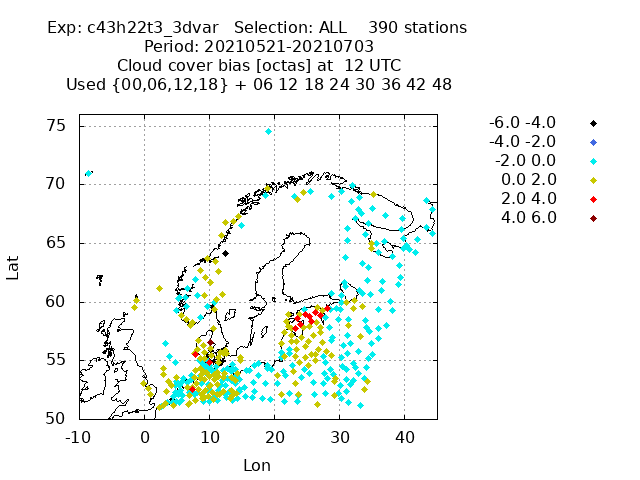 Exp: c43h22t3_3dvar   Selection: ALL    390 stations
Period: 20210521-20210703
Cloud cover bias [octas] at  12 UTC
Used {00,06,12,18} + 06 12 18 24 30 36 42 48
75
70
65
60
55
50
Lat
-10 0 10 20 30 40
Lon
-6.0 -4.0
-4.0 -2.0
-2.0 0.0
0.0 2.0
2.0 4.0
4.0 6.0